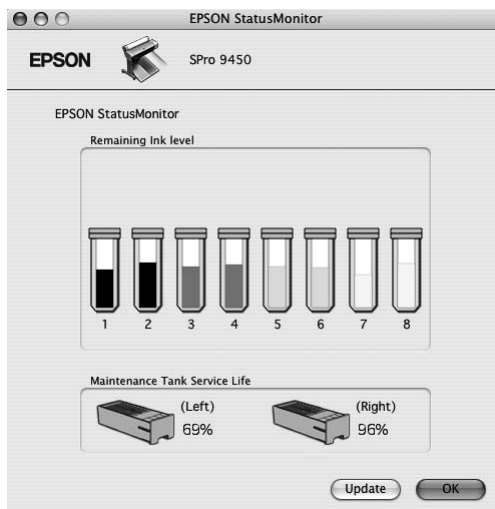 EPSON StatusMonitor
EPSON
SPro 9450
EPSON StatusMonitor
Remaining Ink level
1 2 3 4 5 6 7 8
Maintenance Tank Service Life
(Left) (Right)
69% 96%
Update OK